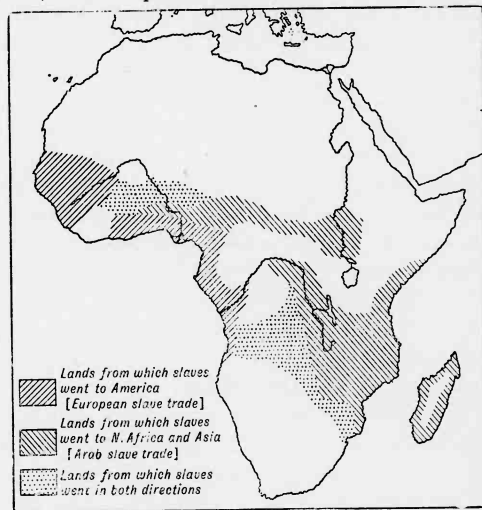 Lands from which slaves
went to America
[European slave trade]
Lands from which slaves
went to N. Africa and Asia
[Arab slave trade]
Lands from which slaves
went in both directions